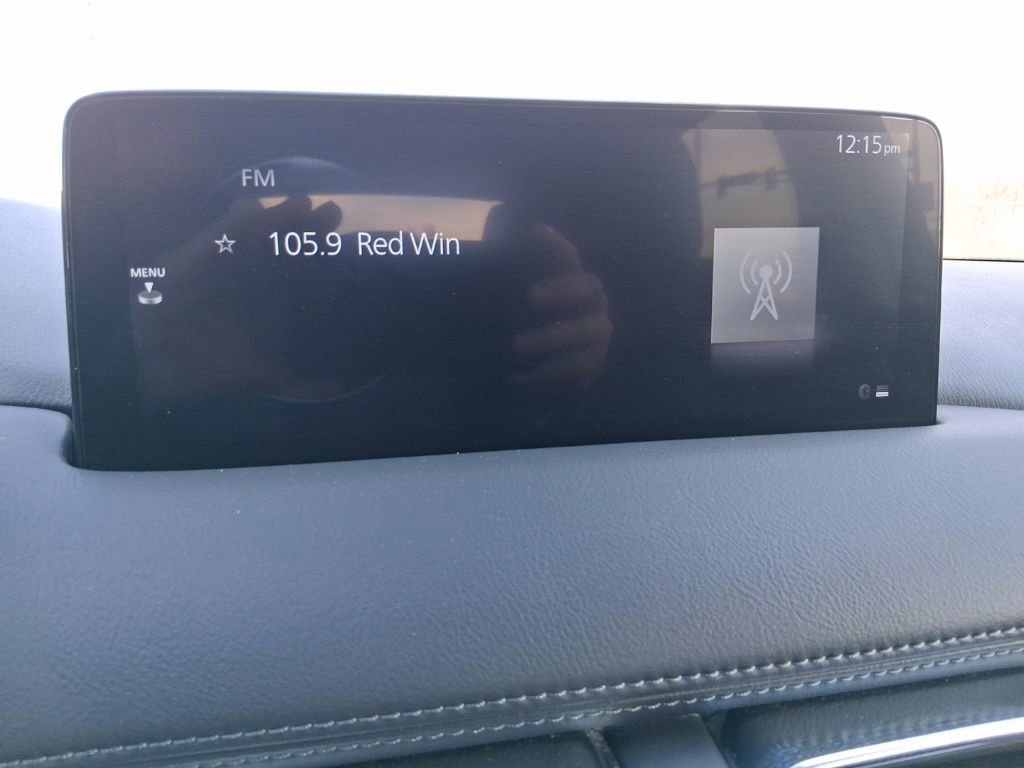 12:15pm
FM
105.9 Red Win
MENU